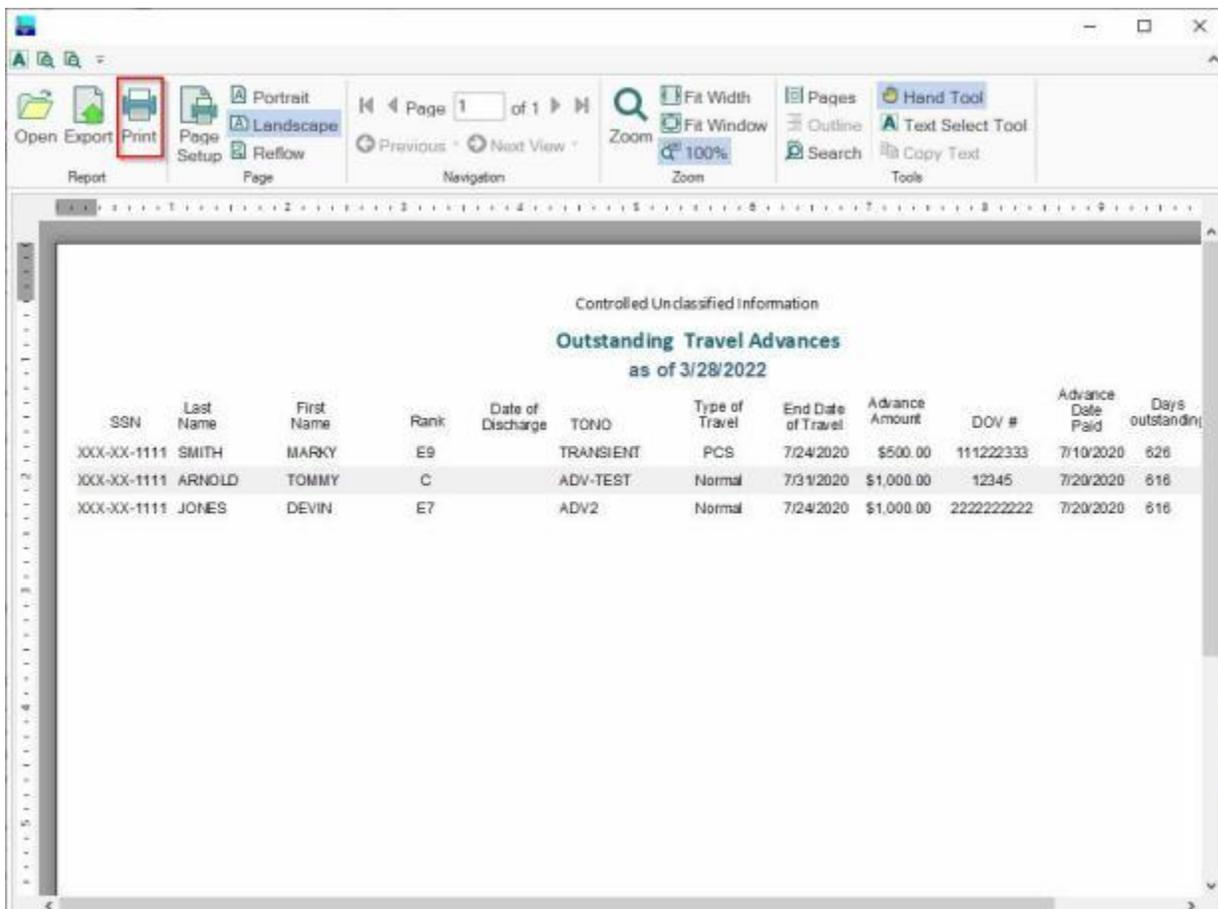 Open Export Print
Page Setup
Portrait
Landscape
Reflow
Page 1 of 1
Previous Next View
Zoom
Fit Width
Fit Window
100%
Pages
Outline
Search
Hand Tool
Text Select Tool
Copy Text
Report Page Navigation Zoom Tools
Controlled Unclassified Information
Outstanding Travel Advances
as of 3/28/2022
SSN Last Name First Name Rank Date of Discharge TONO Type of Travel End Date of Travel Advance Amount DOV # Advance Date Paid Days outstanding
XXX-XX-1111 SMITH MARKY E9 TRANSIENT PCS 7/24/2020 $500.00 111222333 7/10/2020 626
XXX-XX-1111 ARNOLD TOMMY C ADV-TEST Normal 7/31/2020 $1,000.00 12345 7/20/2020 616
XXX-XX-1111 JONES DEVIN E7 ADV2 Normal 7/24/2020 $1,000.00 2222222222 7/20/2020 616